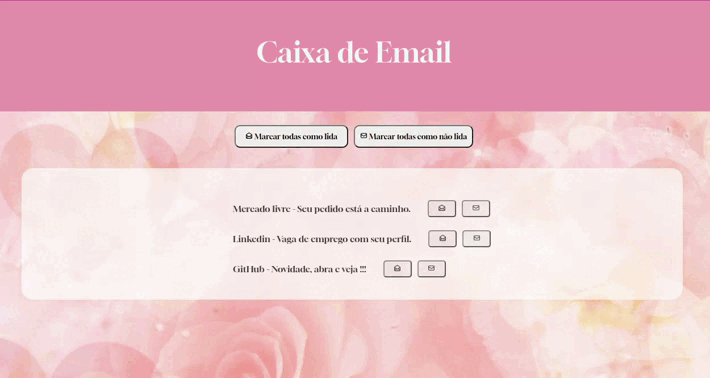 Caixa de Email
Marcar todas como lida
Marcar todas como não lida
Mercado livre - Seu pedido está a caminho.
Linkedin - Vaga de emprego com seu perfil.
GitHub - Novidade, abra e veja !!!